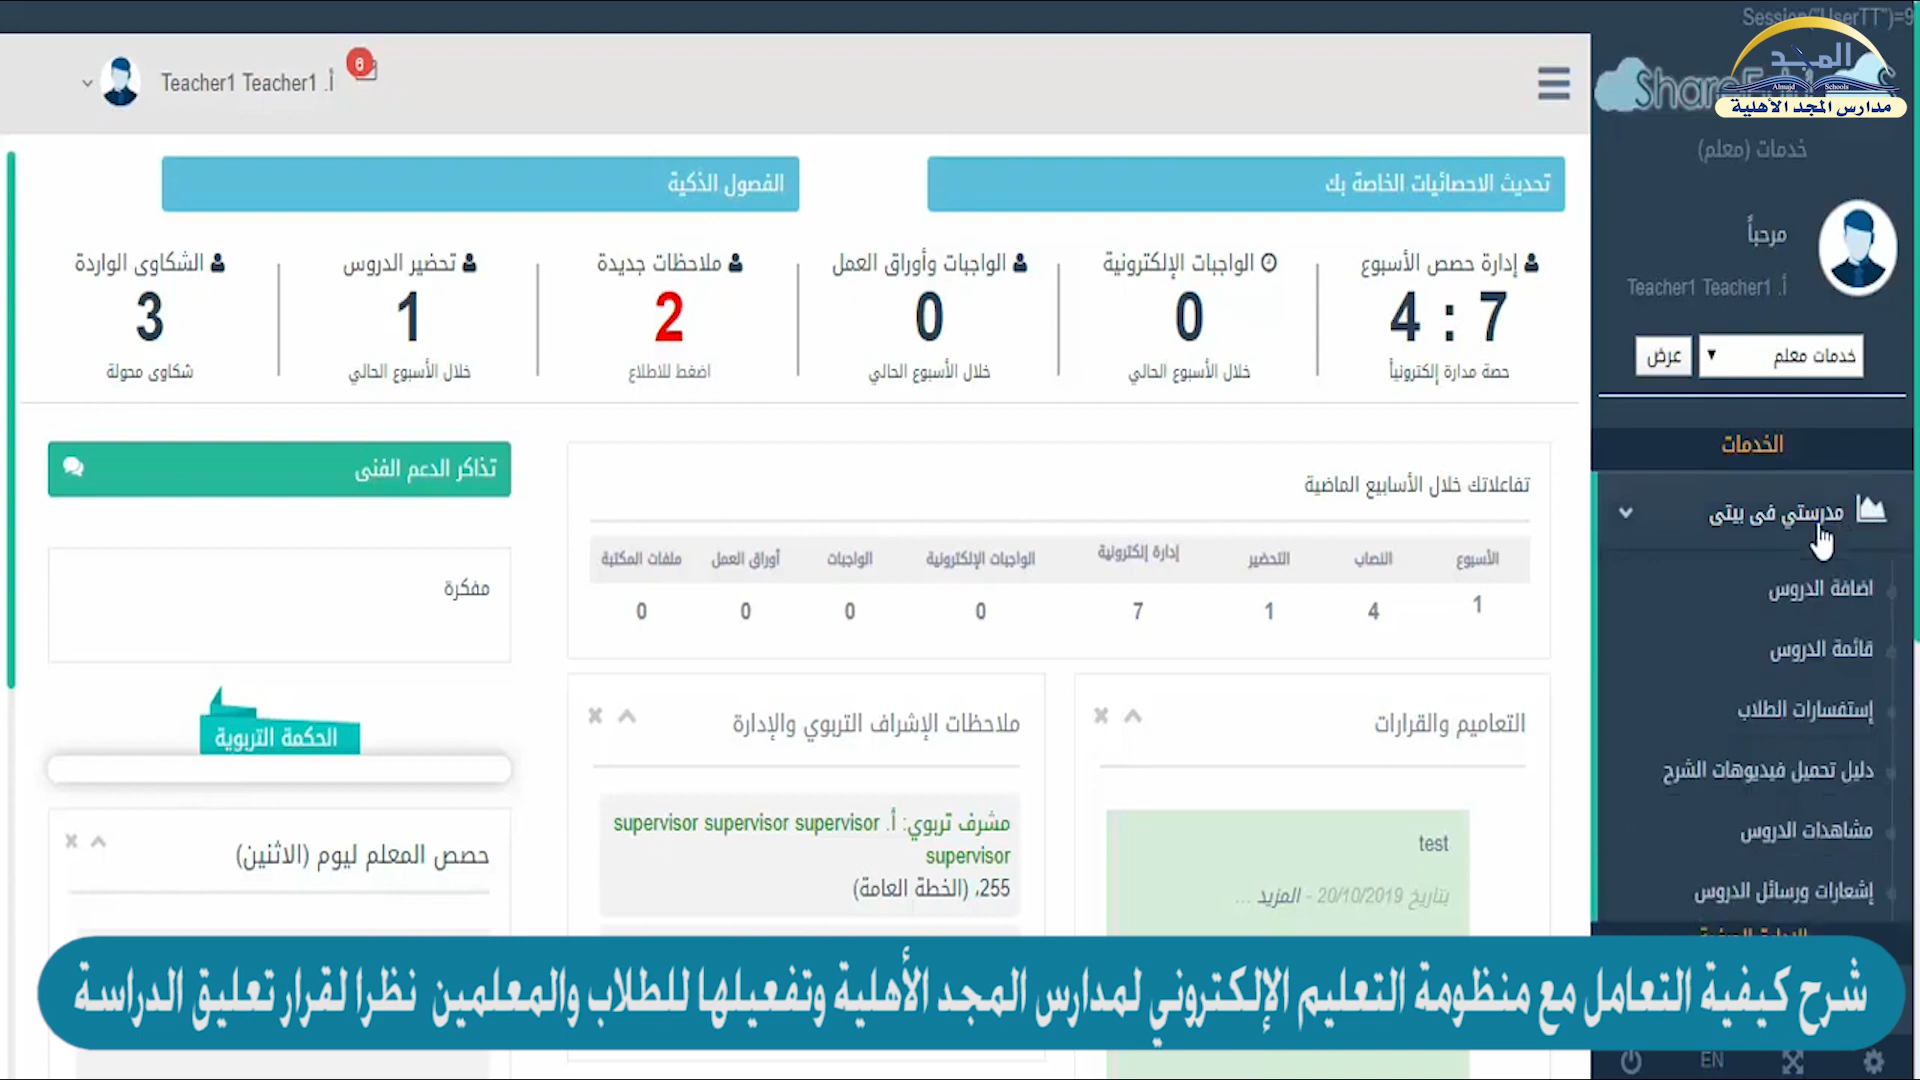 Session("UserTT")=9
المجد
Almajd Schools
مدارس المجد الأهلية
خدمات (معلم)
مرحباً
أ. Teacher1 Teacher1
خدمات معلم
عرض
الخدمات
مدرستي فى بيتى
اضافة الدروس
قائمة الدروس
إستفسارات الطلاب
دليل تحميل فيديوهات الشرح
مشاهدات الدروس
إشعارات ورسائل الدروس
EN
أ. Teacher1 Teacher1
6
تحديث الاحصائيات الخاصة بك
الفصول الذكية
إدارة حصص الأسبوع
7 : 4
حصة مدارة إلكترونياً
الواجبات الإلكترونية
0
خلال الأسبوع الحالي
الواجبات وأوراق العمل
0
خلال الأسبوع الحالي
ملاحظات جديدة
2
اضغط للاطلاع
تحضير الدروس
1
خلال الأسبوع الحالي
الشكاوى الواردة
3
شكاوى محولة
تفاعلاتك خلال الأسابيع الماضية
الأسبوع النصاب التحضير إدارة إلكترونية الواجبات الإلكترونية الواجبات أوراق العمل ملفات المكتبة
1 4 1 7 0 0 0 0
تذاكر الدعم الفنى
مفكرة
الحكمة التربوية
حصص المعلم ليوم (الاثنين)
التعاميم والقرارات
test
بتاريخ 20/10/2019 - المزيد ...
ملاحظات الإشراف التربوي والإدارة
مشرف تربوي: أ. supervisor supervisor supervisor
supervisor
255، (الخطة العامة)
شرح كيفية التعامل مع منظومة التعليم الإلكتروني لمدارس المجد الأهلية وتفعيلها للطلاب والمعلمين نظرا لقرار تعليق الدراسة